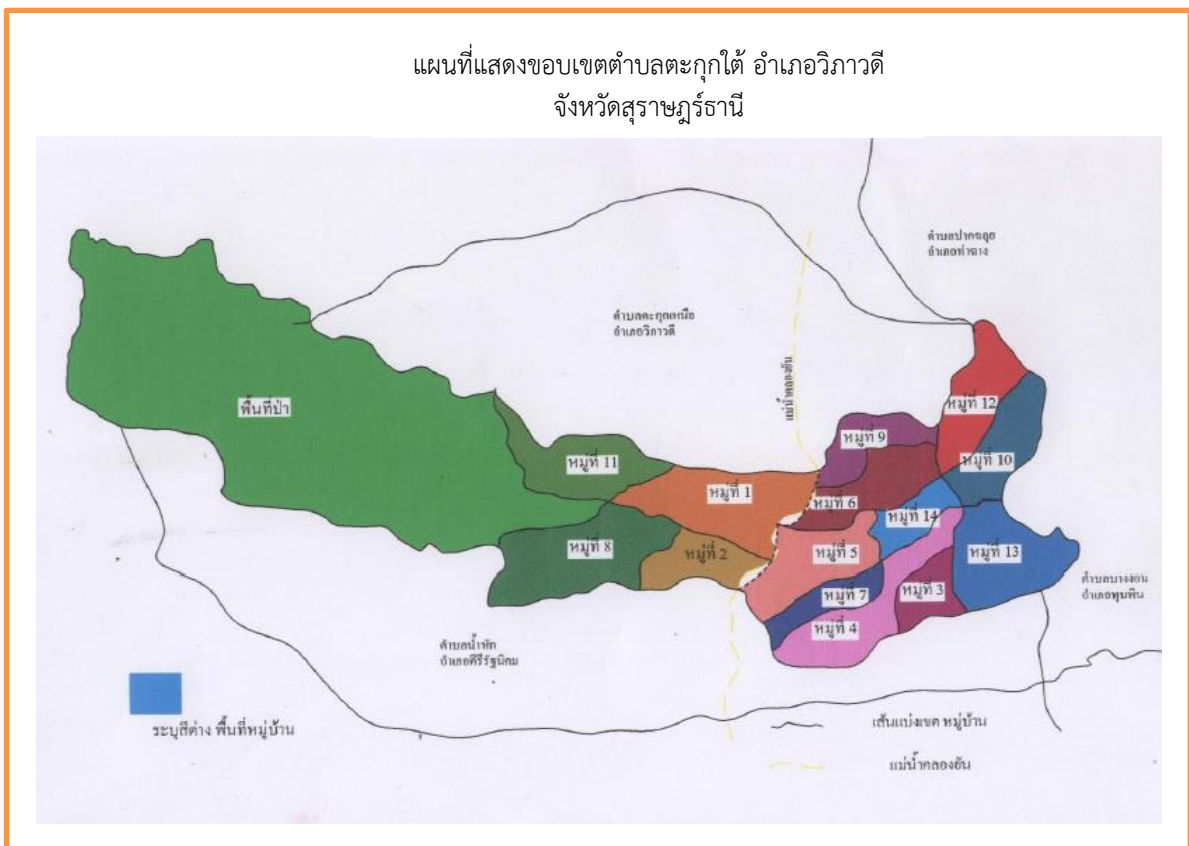 แผนที่แสดงขอบเขตตำบลตะกุกใต้ อำเภอวิภาวดี
จังหวัดสุราษฎร์ธานี
ตำบลปากฉลุย
อำเภอท่าฉาง
ตำบลตะกุกเหนือ
อำเภอวิภาวดี
แม่น้ำคลองยัน
พื้นที่ป่า
หมู่ที่ 12
หมู่ที่ 9
หมู่ที่ 10
หมู่ที่ 11
หมู่ที่ 1
หมู่ที่ 6
หมู่ที่ 14
หมู่ที่ 8
หมู่ที่ 2
หมู่ที่ 5
หมู่ที่ 13
หมู่ที่ 7
หมู่ที่ 3
หมู่ที่ 4
ตำบลบางงอน
อำเภอพุนพิน
ตำบลน้ำหัก
อำเภอคีรีรัฐนิคม
ระบุสีต่าง พื้นที่หมู่บ้าน
เส้นแบ่งเขต หมู่บ้าน
แม่น้ำคลองยัน